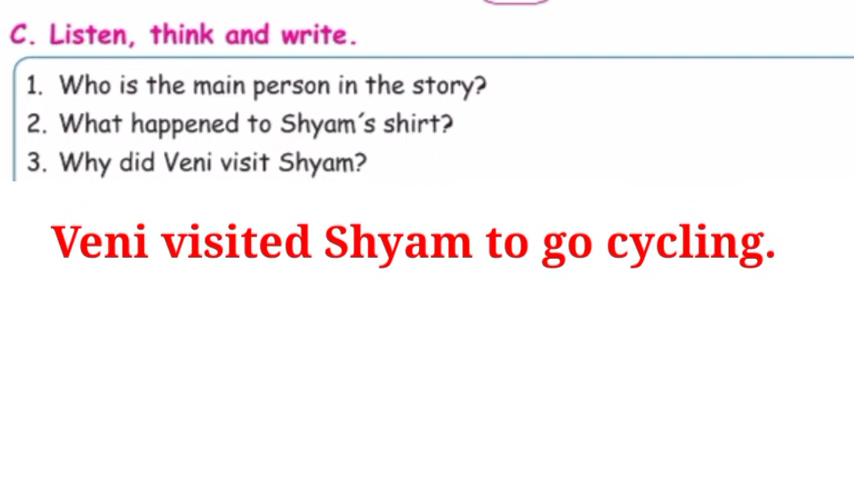 C. Listen, think and write.
1. Who is the main person in the story?
2. What happened to Shyam´s shirt?
3. Why did Veni visit Shyam?
Veni visited Shyam to go cycling.